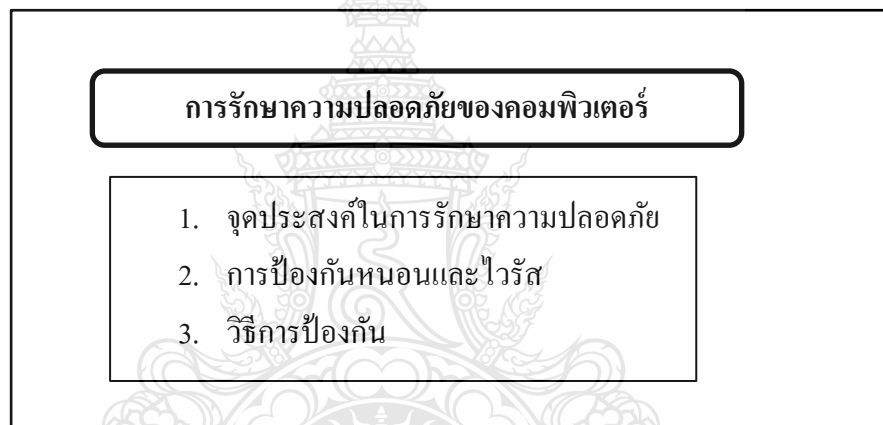 การรักษาความปลอดภัยของคอมพิวเตอร์
1. จุดประสงค์ในการรักษาความปลอดภัย
2. การป้องกันหนอนและไวรัส
3. วิธีการป้องกัน